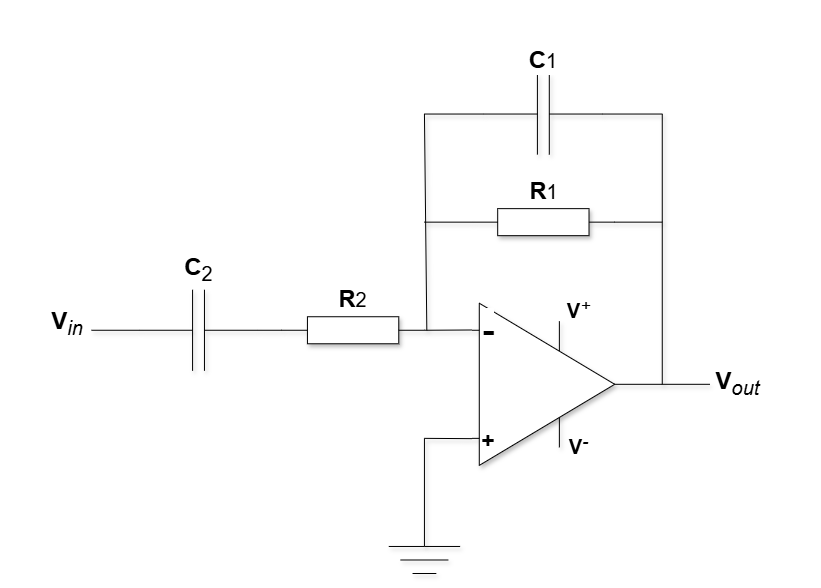 C1
R1
C2
R2
V+
Vin
-
Vout
+
V-